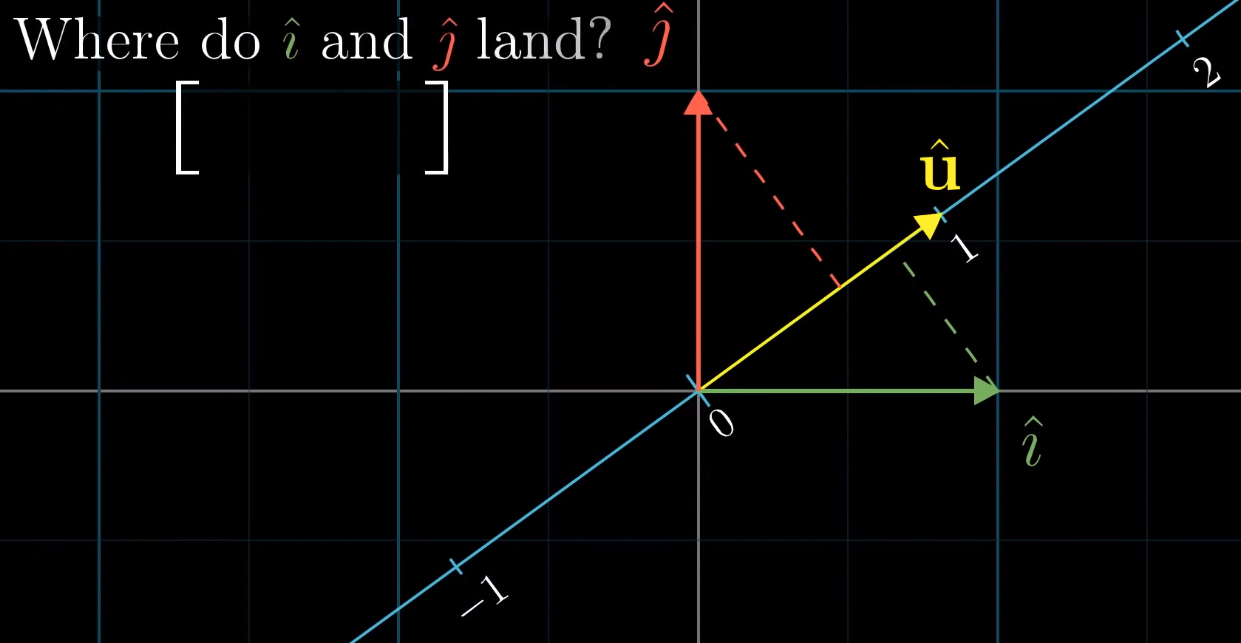 Where do î and ĵ land?
ĵ
[ ]
2
û
1
0
î
−1